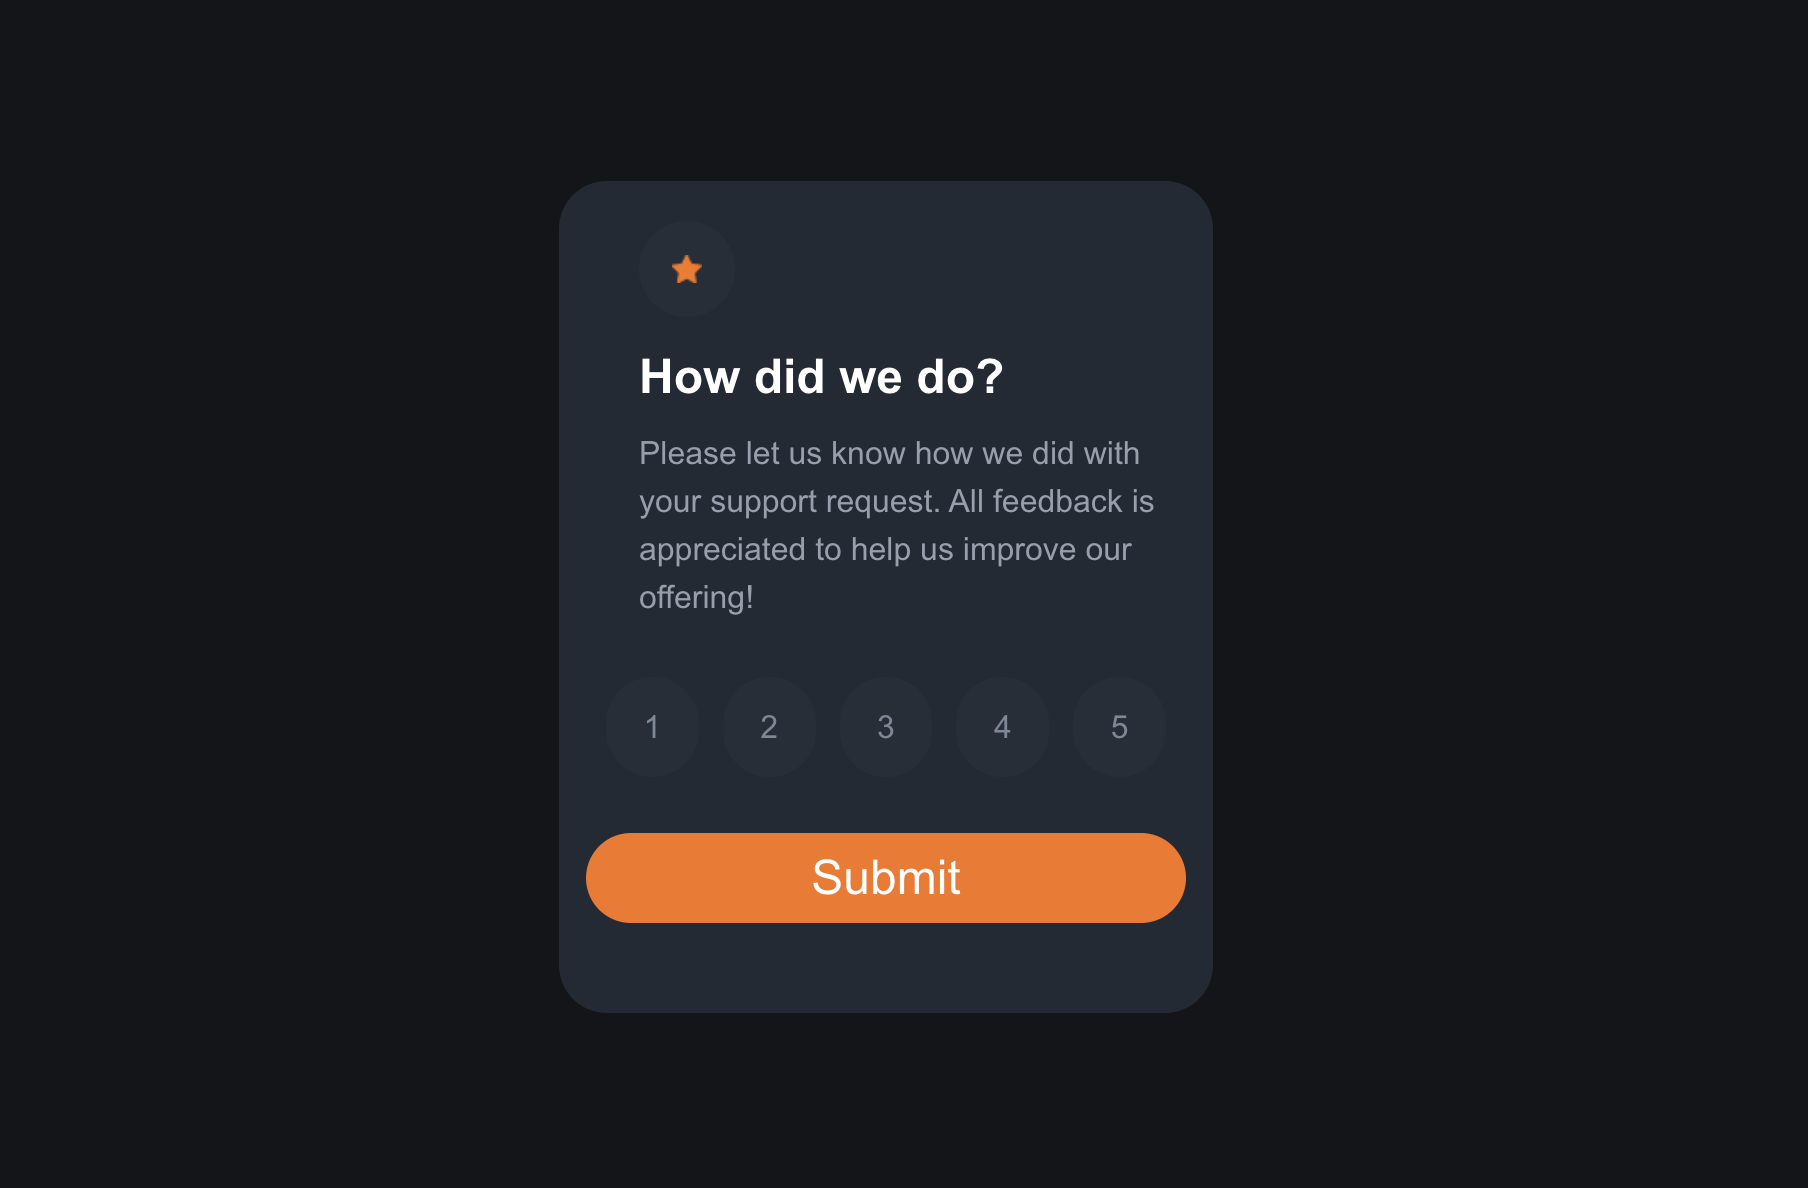 How did we do?
Please let us know how we did with
your support request. All feedback is
appreciated to help us improve our
offering!
1 2 3 4 5
Submit